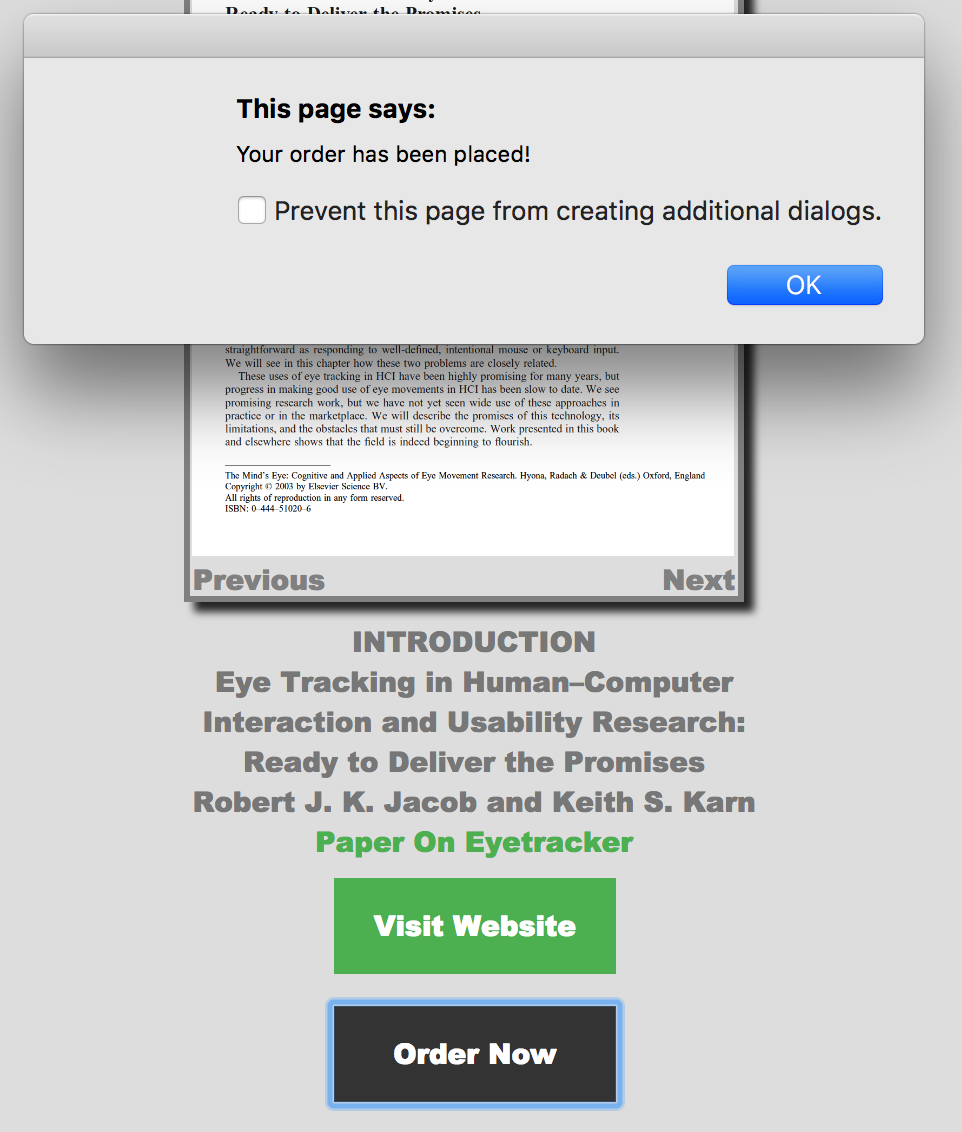 Ready to Deliver the Promises
This page says:
Your order has been placed!
Prevent this page from creating additional dialogs.
OK
straightforward as responding to well-defined, intentional mouse or keyboard input.
We will see in this chapter how these two problems are closely related.
These uses of eye tracking in HCI have been highly promising for many years, but
progress in making good use of eye movements in HCI has been slow to date. We see
promising research work, but we have not yet seen wide use of these approaches in
practice or in the marketplace. We will describe the promises of this technology, its
limitations, and the obstacles that must still be overcome. Work presented in this book
and elsewhere shows that the field is indeed beginning to flourish.
The Mind's Eye: Cognitive and Applied Aspects of Eye Movement Research. Hyona, Radach & Deubel (eds.) Oxford, England
Copyright © 2003 by Elsevier Science BV.
All rights of reproduction in any form reserved.
ISBN: 0–444–51020–6
Previous Next
INTRODUCTION
Eye Tracking in Human–Computer
Interaction and Usability Research:
Ready to Deliver the Promises
Robert J. K. Jacob and Keith S. Karn
Paper On Eyetracker
Visit Website
Order Now